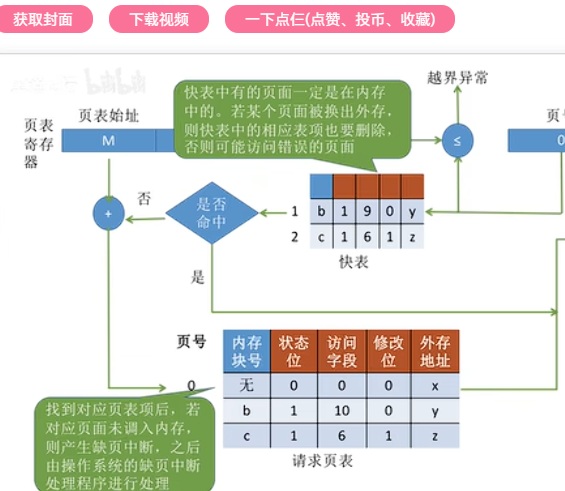 获取封面
下载视频
一下点仨(点赞、投币、收藏)
快表中有的页面一定是在内存
中的。若某个页面被换出外存，
则快表中的相应表项也要删除，
否则可能访问错误的页面
越界异常
页表始址
页表
寄存
器
M
≤
页号
0
+
否
是否
命中
1 b 1 9 0 y
2 c 1 6 1 z
快表
是
页号
内存
块号
状态
位
访问
字段
修改
位
外存
地址
0 无 0 0 0 x
b 1 10 0 y
c 1 6 1 z
请求页表
找到对应页表项后，若
对应页面未调入内存，
则产生缺页中断，之后
由操作系统的缺页中断
处理程序进行处理